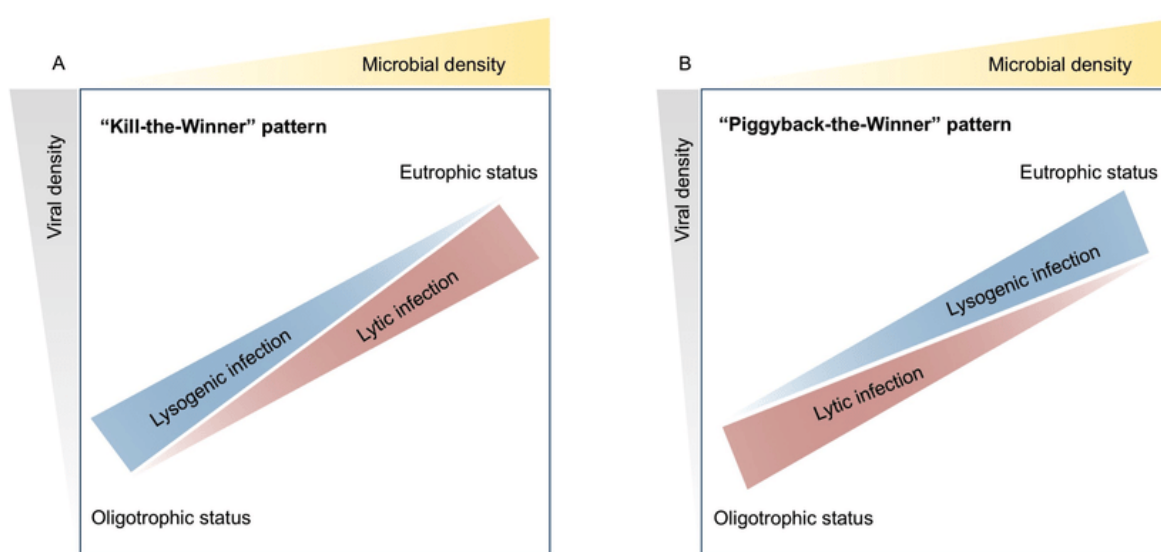 A
Microbial density
Viral density
“Kill-the-Winner” pattern
Eutrophic status
Lysogenic infection
Lytic infection
Oligotrophic status
B
Microbial density
Viral density
“Piggyback-the-Winner” pattern
Eutrophic status
Lysogenic infection
Lytic infection
Oligotrophic status